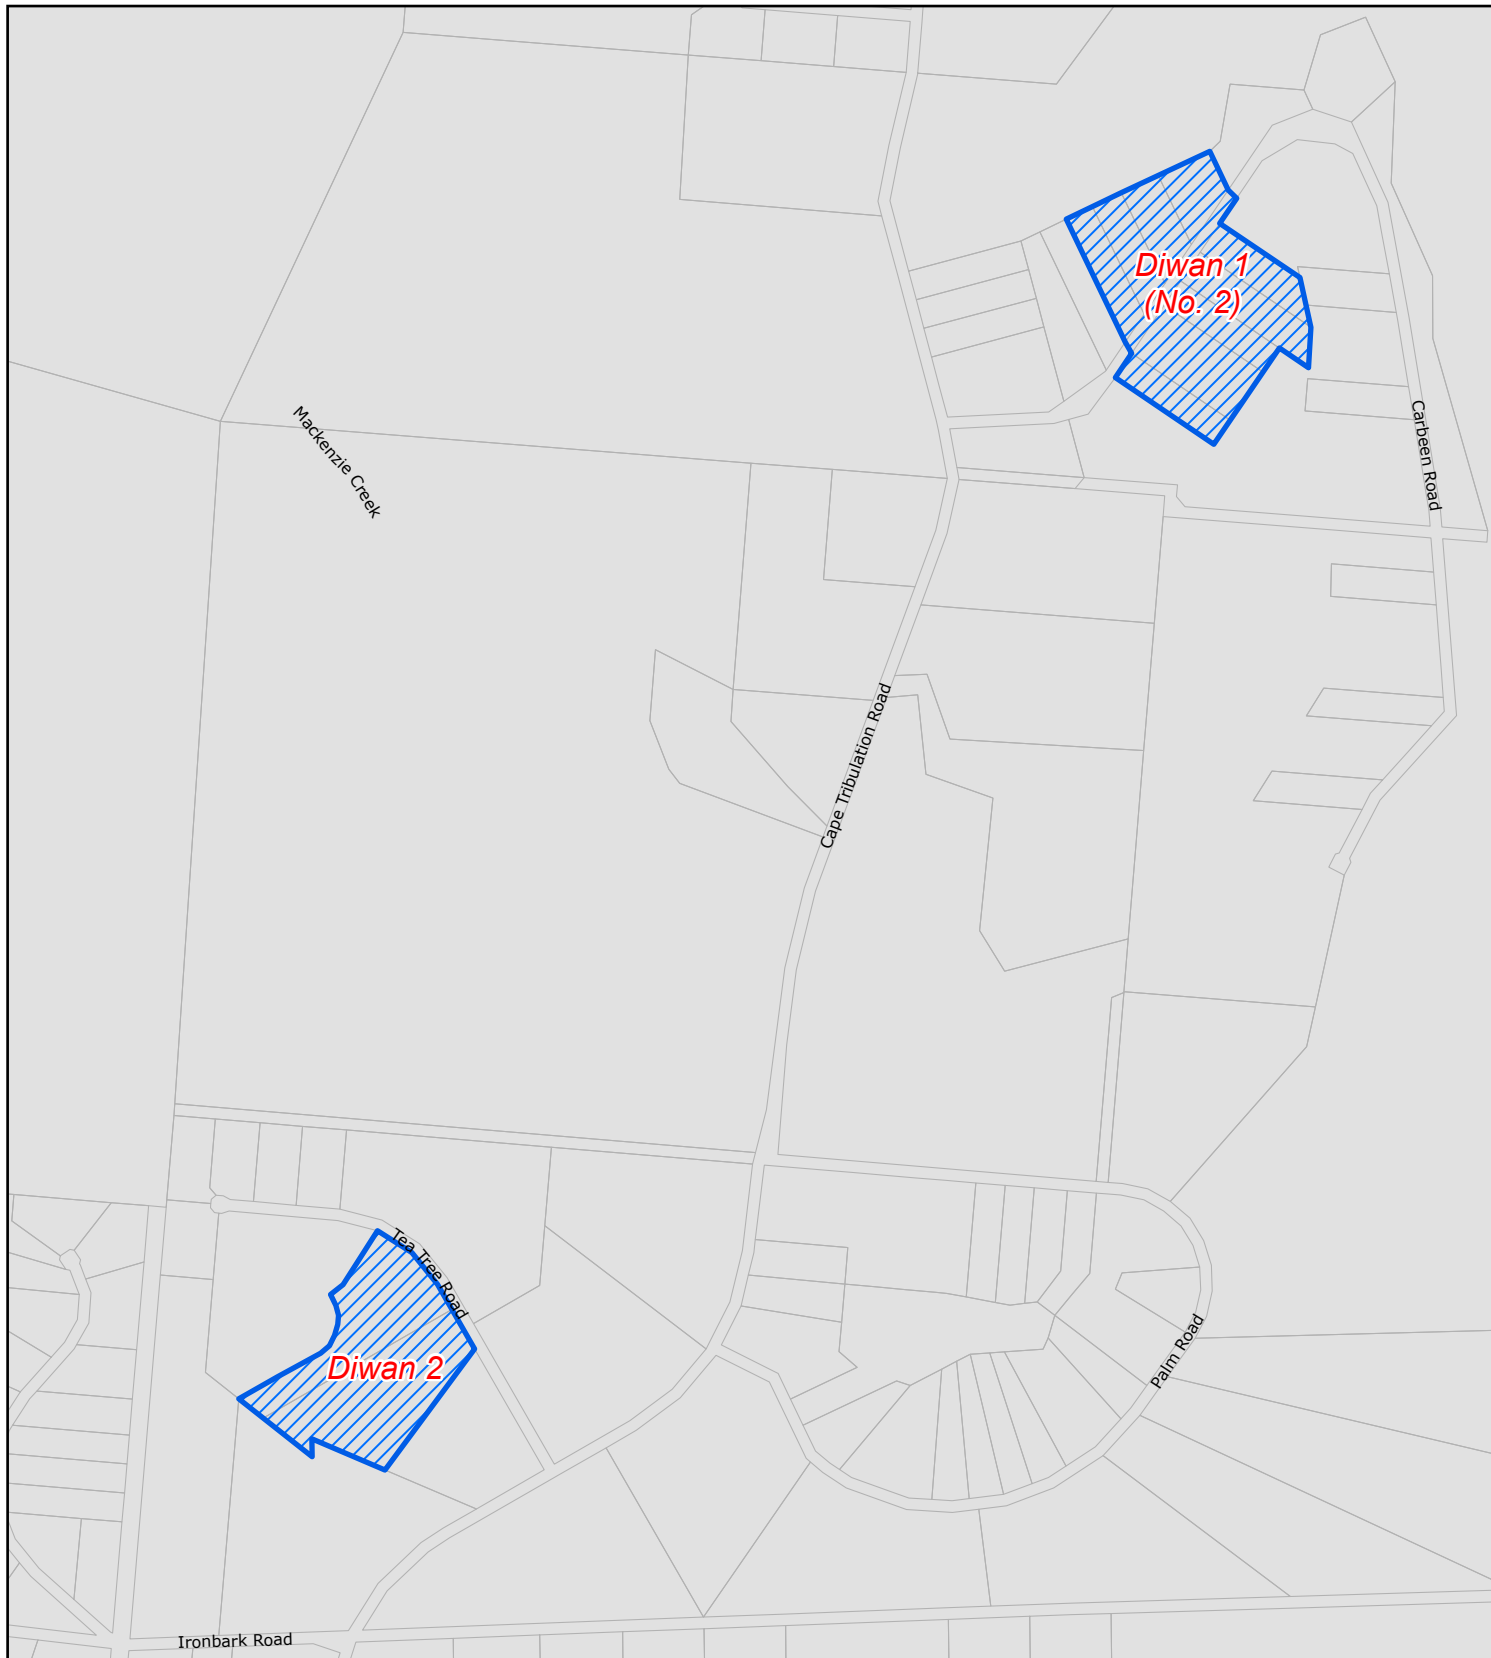 Diwan 1
(No. 2)
Mackenzie Creek
Carbeen Road
Cape Tribulation Road
Tea Tree Road
Palm Road
Diwan 2
Ironbark Road